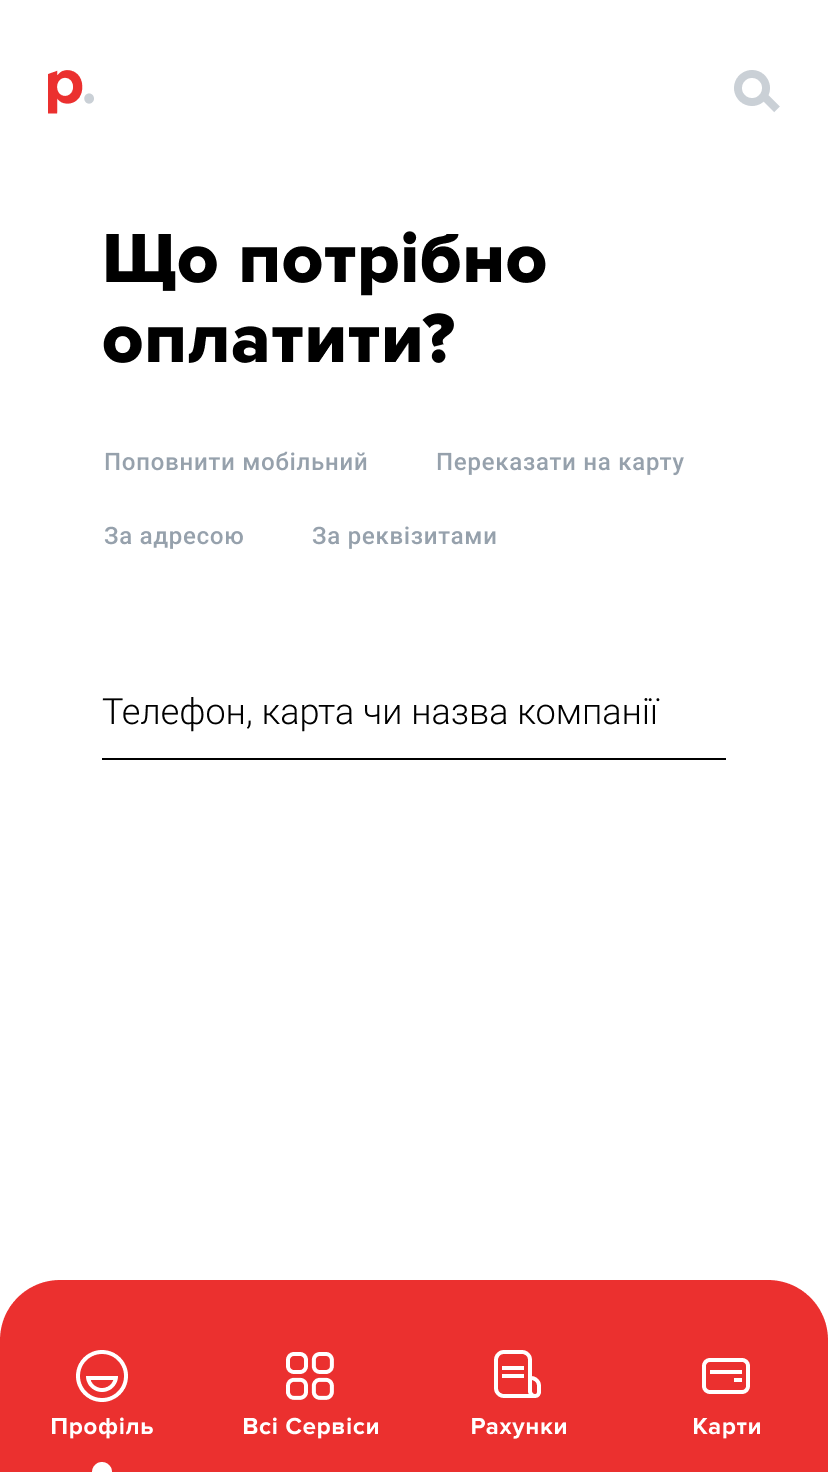 p.
Що потрібно
оплатити?
Поповнити мобільний Переказати на карту
За адресою За реквізитами
Телефон, карта чи назва компанії
Профіль Всі Сервіси Рахунки Карти